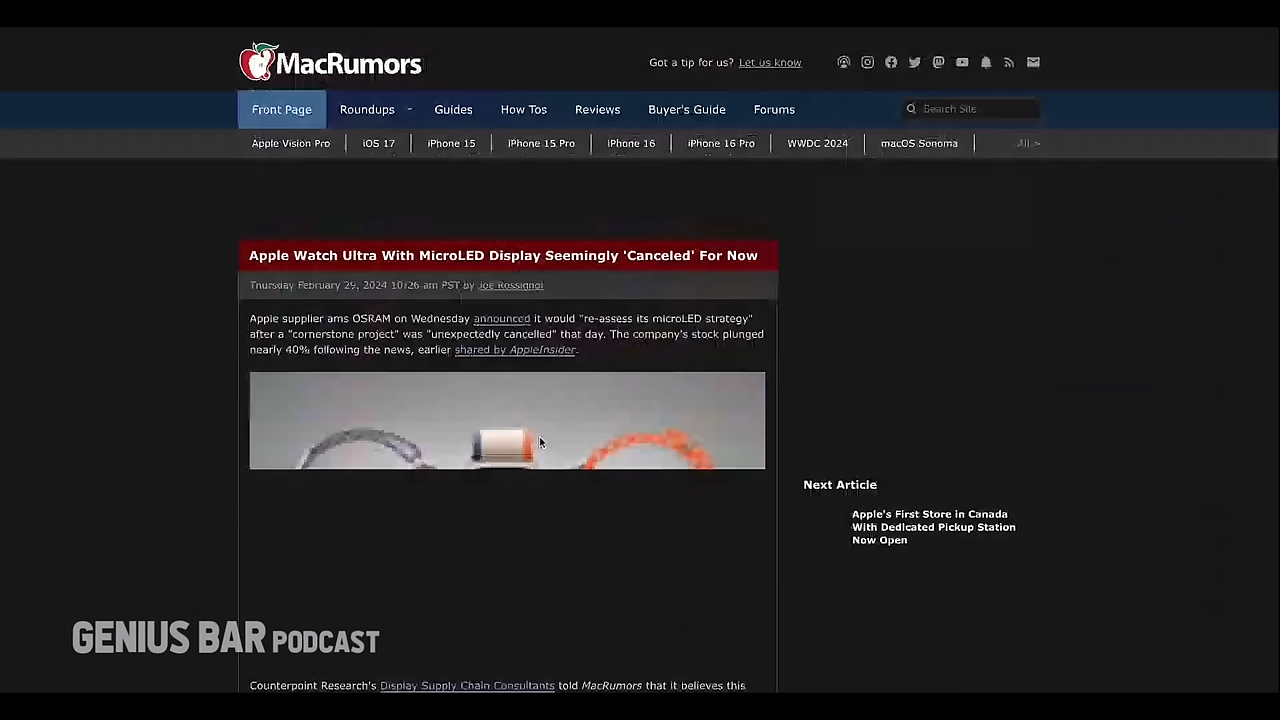 MacRumors
Got a tip for us? Let us know
Front Page Roundups Guides How Tos Reviews Buyer's Guide Forums Search Site
Apple Vision Pro iOS 17 iPhone 15 iPhone 15 Pro iPhone 16 iPhone 16 Pro WWDC 2024 macOS Sonoma All >
Apple Watch Ultra With MicroLED Display Seemingly 'Canceled' For Now
Thursday February 29, 2024 10:26 am PST by Joe Rossignol
Apple supplier ams OSRAM on Wednesday announced it would "re-assess its microLED strategy"
after a "cornerstone project" was "unexpectedly cancelled" that day. The company's stock plunged
nearly 40% following the news, earlier shared by AppleInsider.
Next Article
Apple's First Store in Canada
With Dedicated Pickup Station
Now Open
GENIUS BAR PODCAST
Counterpoint Research's Display Supply Chain Consultants told MacRumors that it believes this